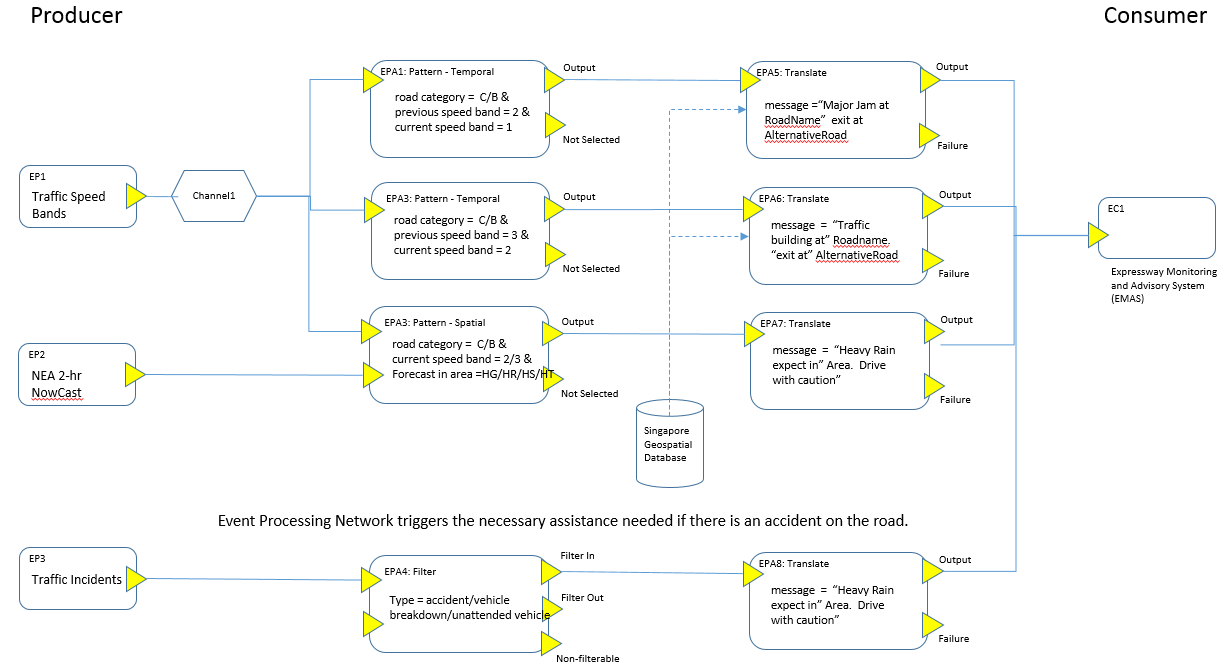 Producer
Consumer
EPA1: Pattern - Temporal
road category = C/B &
previous speed band = 2 &
current speed band = 1
Output
Not Selected
EPA5: Translate
message =“Major Jam at
RoadName” exit at
AlternativeRoad
Output
Failure
EP1
Traffic Speed
Bands
Channel1
EPA3: Pattern - Temporal
road category = C/B &
previous speed band = 3 &
current speed band = 2
Output
Not Selected
EPA6: Translate
message = “Traffic
building at” Roadname.
“exit at” AlternativeRoad
Output
Failure
EC1
Expressway Monitoring
and Advisory System
(EMAS)
EP2
NEA 2-hr
NowCast
EPA3: Pattern - Spatial
road category = C/B &
current speed band = 2/3 &
Forecast in area =HG/HR/HS/HT
Output
Not Selected
EPA7: Translate
message = “Heavy Rain
expect in” Area. Drive
with caution”
Output
Failure
Singapore
Geospatial
Database
Event Processing Network triggers the necessary assistance needed if there is an accident on the road.
EP3
Traffic Incidents
EPA4: Filter
Type = accident/vehicle
breakdown/unattended vehicle
Filter In
Filter Out
Non-filterable
EPA8: Translate
message = “Heavy Rain
expect in” Area. Drive
with caution”
Output
Failure